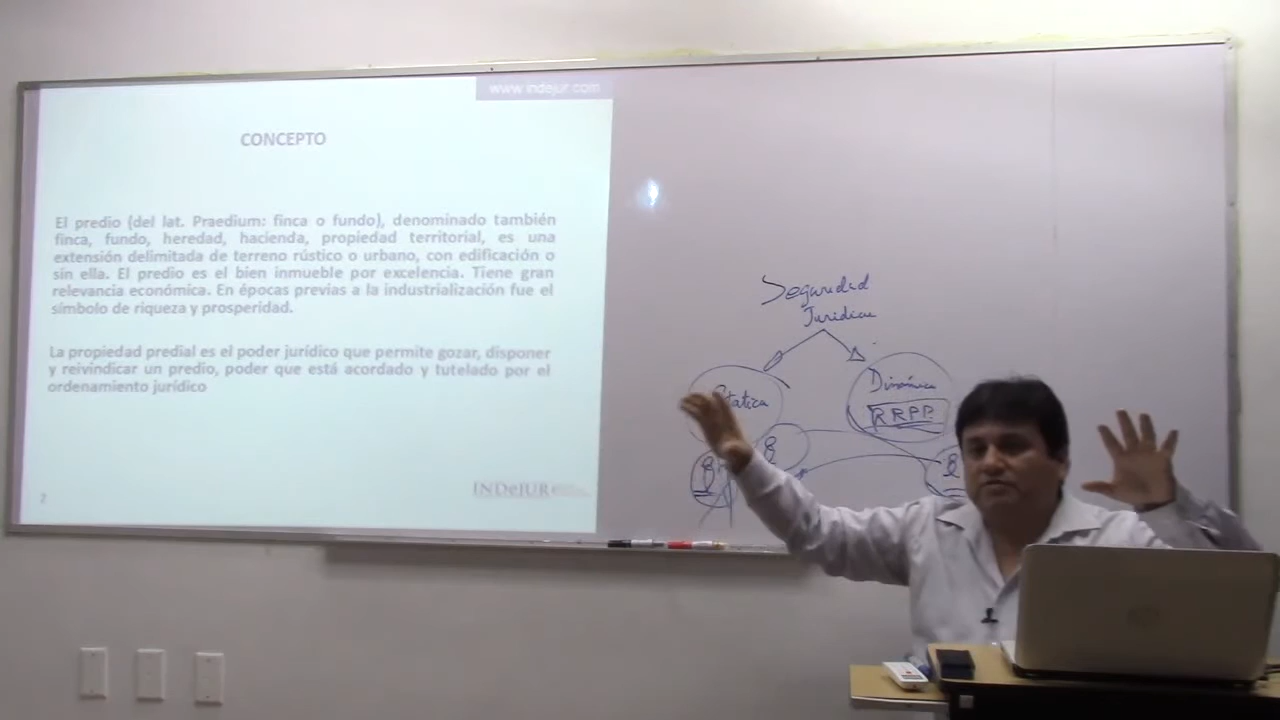 www.indejur.com
CONCEPTO
El predio (del lat. Praedium: finca o fundo), denominado también
finca, fundo, heredad, hacienda, propiedad territorial, es una
extensión delimitada de terreno rústico o urbano, con edificación o
sin ella. El predio es el bien inmueble por excelencia. Tiene gran
relevancia económica. En épocas previas a la industrialización fue el
símbolo de riqueza y prosperidad.
La propiedad predial es el poder jurídico que permite gozar, disponer
y reivindicar un predio, poder que está acordado y tutelado por el
ordenamiento jurídico
2
INDeJUR
Seguridad
Juridica
Statica
Dinámica
RRPP